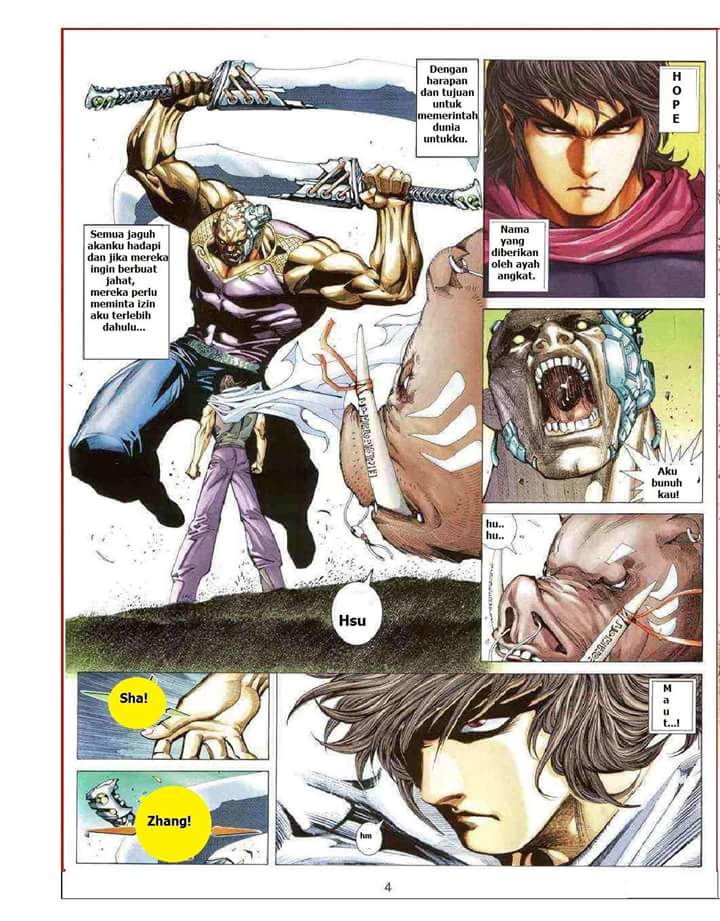 Dengan
harapan
dan tujuan
untuk
memerintah
dunia
untukku.
H
O
P
E
Semua jaguh
akanku hadapi
dan jika mereka
ingin berbuat
jahat,
mereka perlu
meminta izin
aku terlebih
dahulu...
Nama
yang
diberikan
oleh ayah
angkat.
Aku
bunuh
kau!
hu..
hu..
Hsu
Sha!
M
a
u
t...!
Zhang!
hm
4